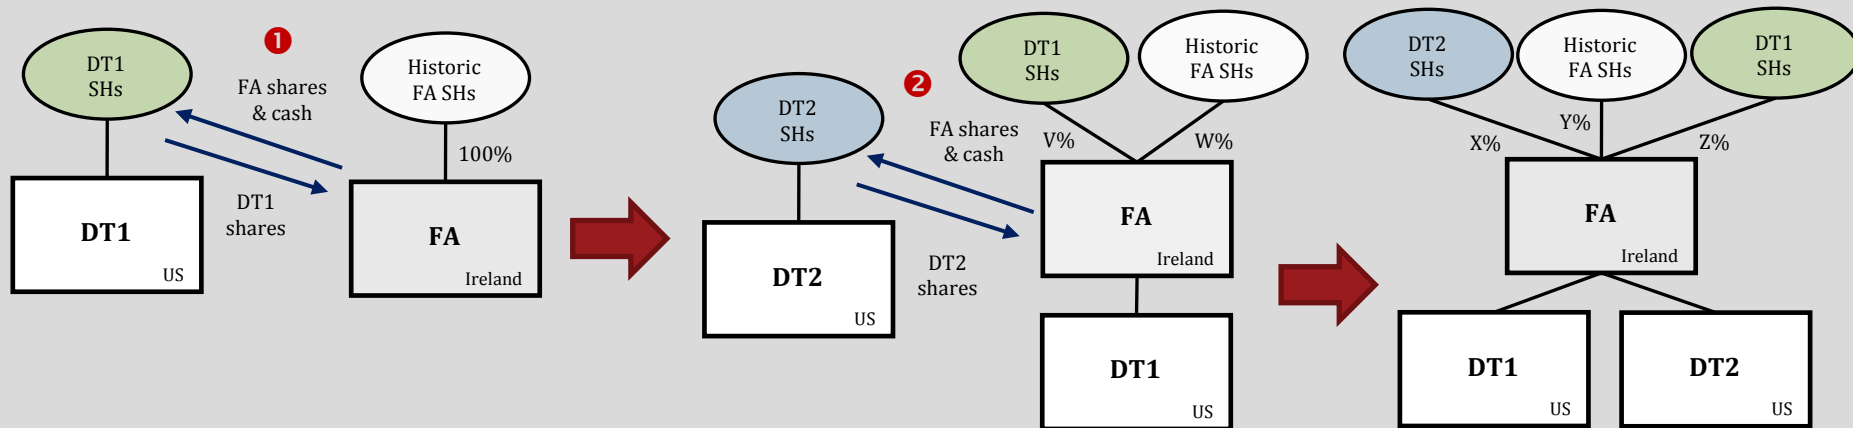 1
DT1
SHs
FA shares
& cash
Historic
FA SHs
100%
DT1
shares
DT1
US
FA
Ireland
2
DT2
SHs
FA shares
& cash
DT1
SHs
Historic
FA SHs
V%
W%
DT2
shares
DT2
US
FA
Ireland
DT1
US
DT2
SHs
Historic
FA SHs
DT1
SHs
X%
Y%
Z%
FA
Ireland
DT1
US
DT2
US